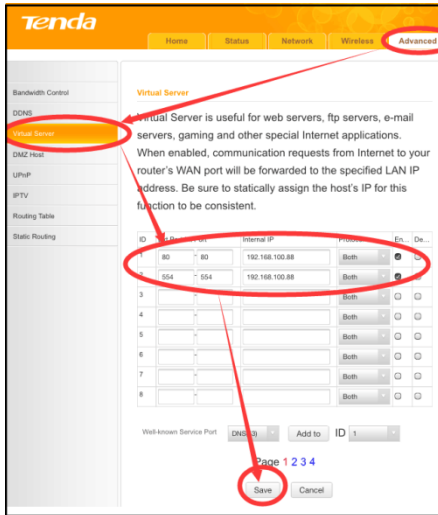 Tenda
Home Status Network Wireless Advanced
Bandwidth Control
DDNS
Virtual Server
DMZ Host
UPnP
IPTV
Routing Table
Static Routing
Virtual Server
Virtual Server is useful for web servers, ftp servers, e-mail
servers, gaming and other special Internet applications.
When enabled, communication requests from Internet to your
router's WAN port will be forwarded to the specified LAN IP
address. Be sure to statically assign the host's IP for this
function to be consistent.
ID Internal IP En... De...
1 80 - 80 192.168.100.88 Both
2 554 - 554 192.168.100.88 Both
3 - Both
4 - Both
5 - Both
6 - Both
7 - Both
8 - Both
Well-known Service Port Add to ID 1
Page 1 2 3 4
Save Cancel